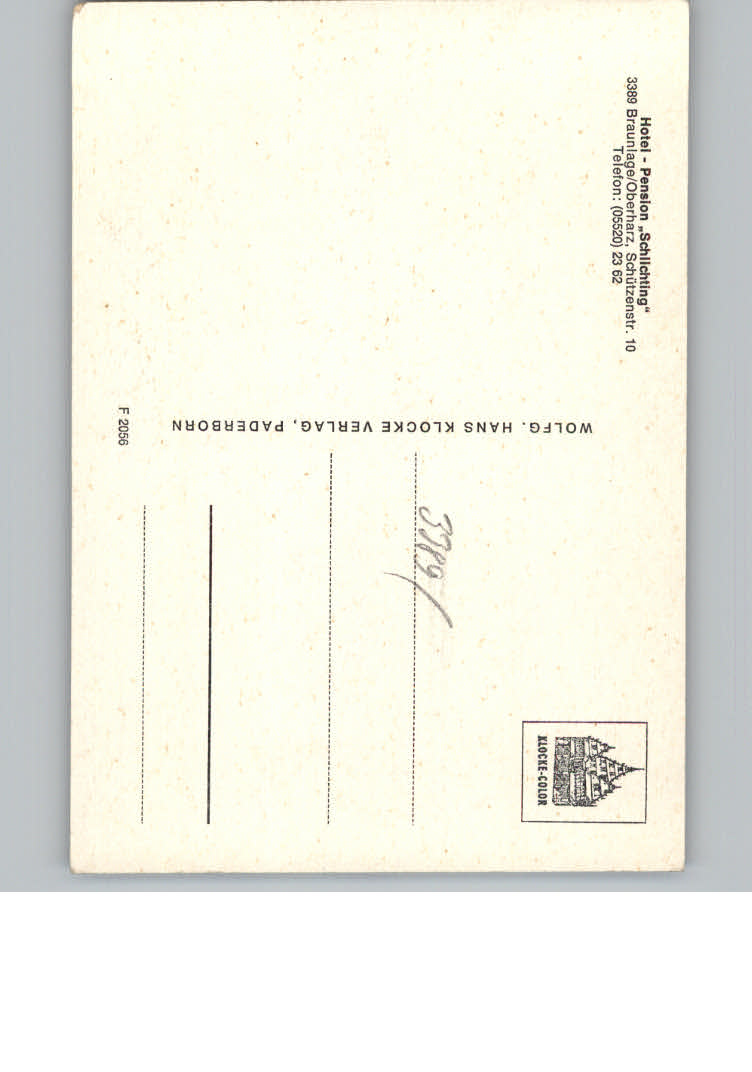 Hotel - Pension „Schlichting“
3389 Braunlage/Oberharz, Schützenstr. 10
Telefon: (05520) 23 62
WOLFG. HANS KLOCKE VERLAG, PADERBORN
F 2056
3389/
KLOCKE-COLOR